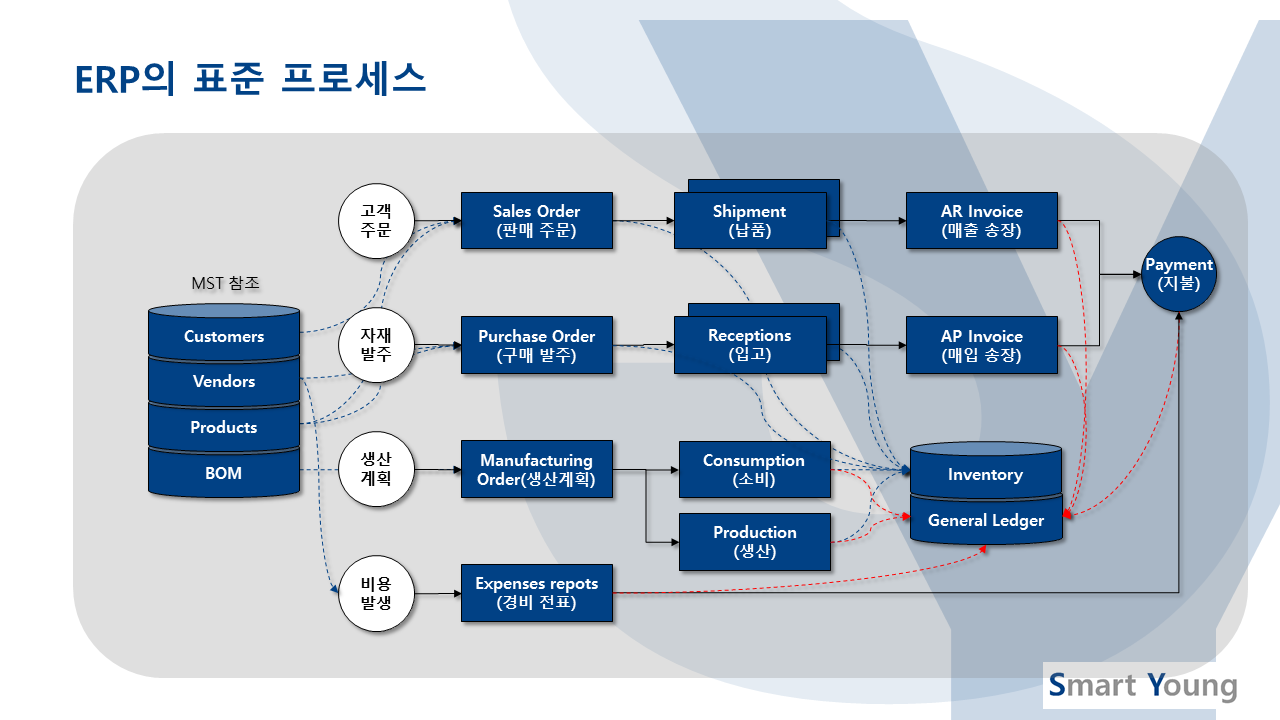 ERP의 표준 프로세스
고객
주문
Sales Order
(판매 주문)
Shipment
(납품)
AR Invoice
(매출 송장)
Payment
(지불)
MST 참조
Customers
Vendors
Products
BOM
자재
발주
Purchase Order
(구매 발주)
Receptions
(입고)
AP Invoice
(매입 송장)
생산
계획
Manufacturing
Order(생산계획)
Consumption
(소비)
Production
(생산)
Inventory
General Ledger
비용
발생
Expenses repots
(경비 전표)
Smart Young